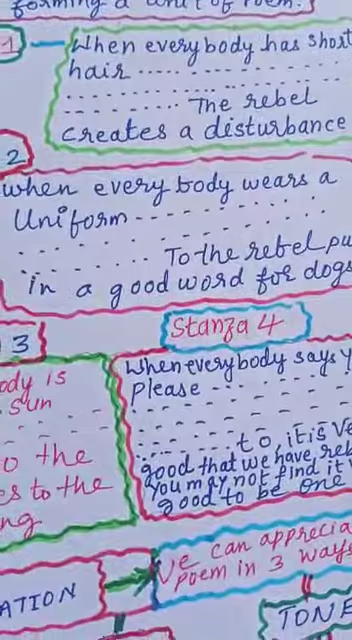 forming a unit of Poem.
1
When everybody has short
hair ..........
.......... The rebel
creates a disturbance
2
when every body wears a
Uniform ----------
.......... To the rebel pu
in a good word for dogs
3
Stanza 4
ody is
Sun
o the
es to the
ng
When everybody says y
Please ----------
.......... to, it is ve
good that we have reb
you may not find it v
good to be one
ATION
We can apprecia
poem in 3 ways
TONE